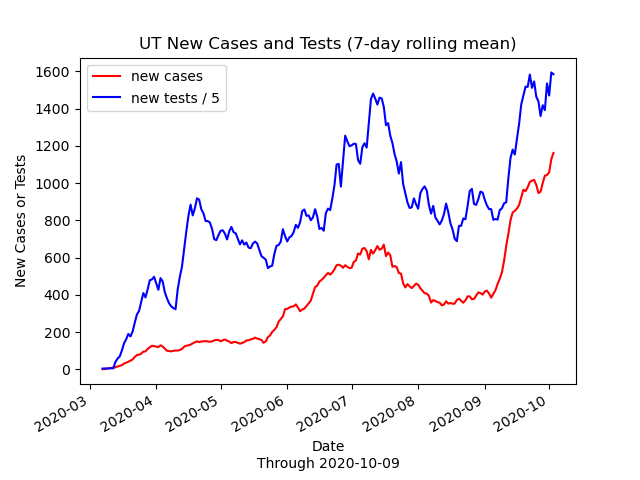 UT New Cases and Tests (7-day rolling mean)
new cases
new tests / 5
New Cases or Tests
1600
1400
1200
1000
800
600
400
200
0
2020-03
2020-04
2020-05
2020-06
2020-07
2020-08
2020-09
2020-10
Date
Through 2020-10-09